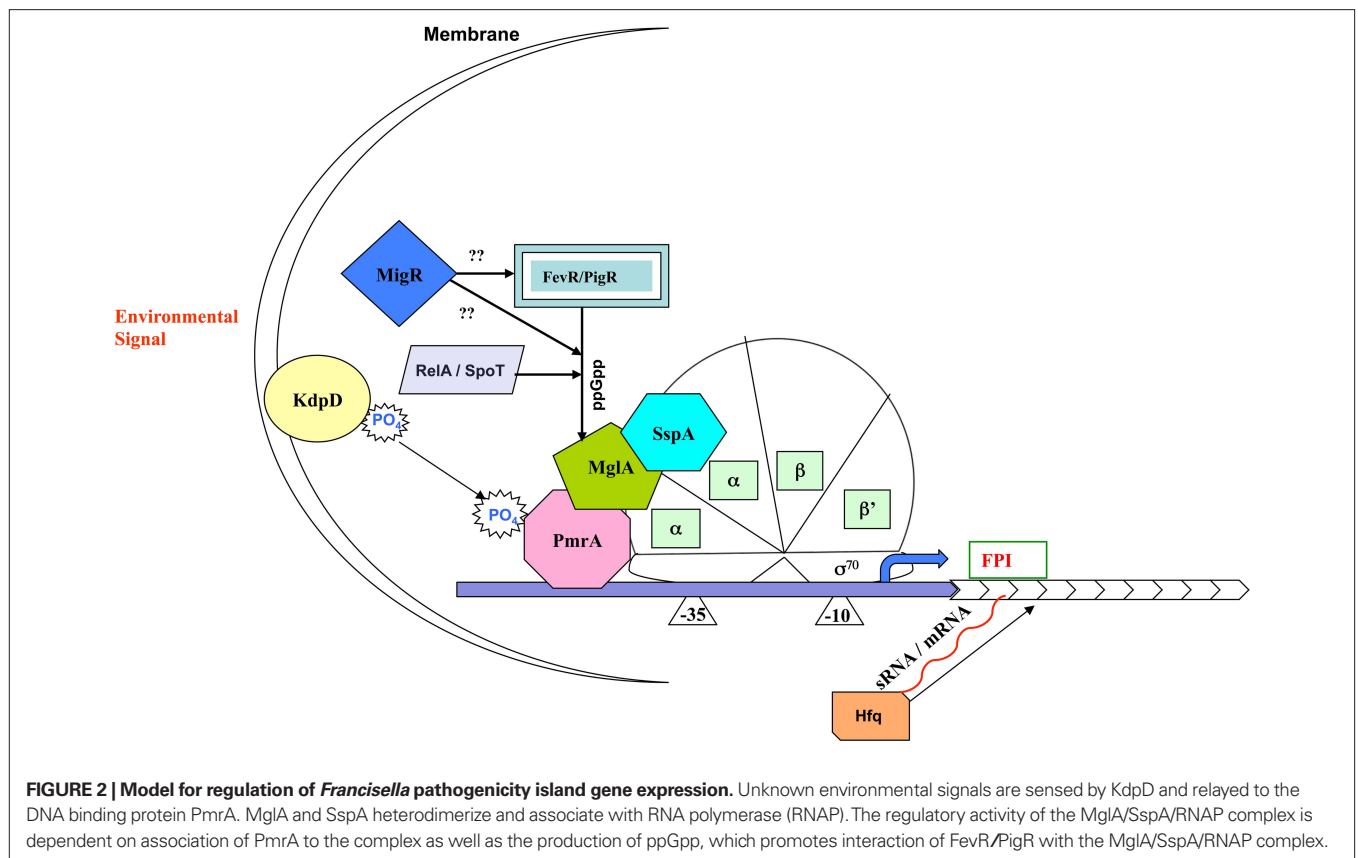 Membrane
MigR
??
FevR/PigR
??
Environmental
Signal
RelA / SpoT
ppGpp
KdpD
PO4
SspA
MglA
α
β
β’
PO4
α
PmrA
σ70
FPI
-35
-10
sRNA / mRNA
Hfq
FIGURE 2 | Model for regulation of Francisella pathogenicity island gene expression. Unknown environmental signals are sensed by KdpD and relayed to the
DNA binding protein PmrA. MglA and SspA heterodimerize and associate with RNA polymerase (RNAP). The regulatory activity of the MglA/SspA/RNAP complex is
dependent on association of PmrA to the complex as well as the production of ppGpp, which promotes interaction of FevR/PigR with the MglA/SspA/RNAP complex.